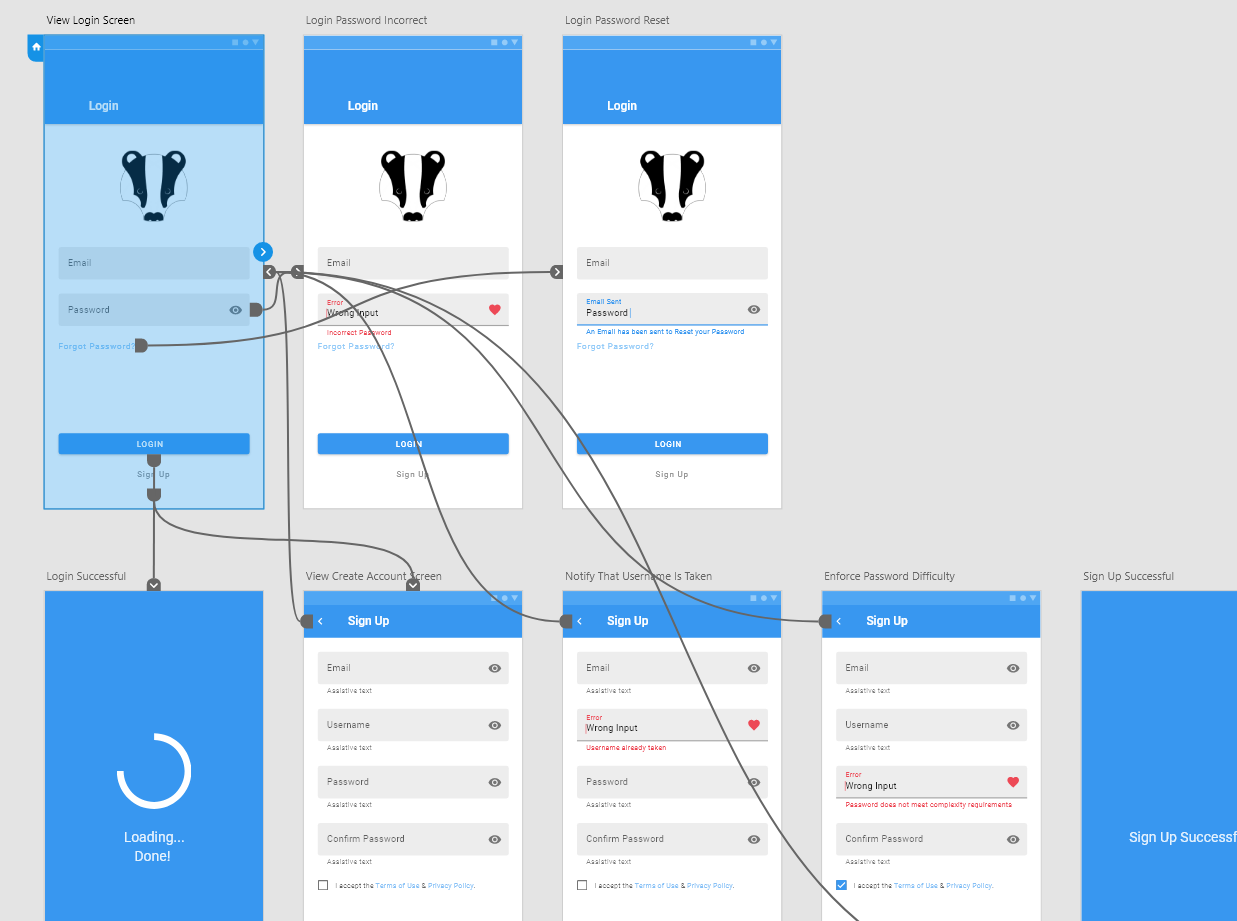 View Login Screen
Login
Email
Password
Forgot Password?
LOGIN
Sign Up
Login Password Incorrect
Login
Email
Error
Wrong Input
Incorrect Password
Forgot Password?
LOGIN
Sign Up
Login Password Reset
Login
Email
Email Sent
Password
An Email has been sent to Reset your Password
Forgot Password?
LOGIN
Sign Up
Login Successful
Loading...
Done!
View Create Account Screen
Sign Up
Email
Assistive text
Username
Assistive text
Password
Assistive text
Confirm Password
Assistive text
I accept the Terms of Use & Privacy Policy.
Notify That Username Is Taken
Sign Up
Email
Assistive text
Error
Wrong Input
Username already taken
Password
Assistive text
Confirm Password
Assistive text
I accept the Terms of Use & Privacy Policy.
Enforce Password Difficulty
Sign Up
Email
Assistive text
Username
Assistive text
Error
Wrong Input
Password does not meet complexity requirements
Confirm Password
Assistive text
I accept the Terms of Use & Privacy Policy.
Sign Up Successful
Sign Up